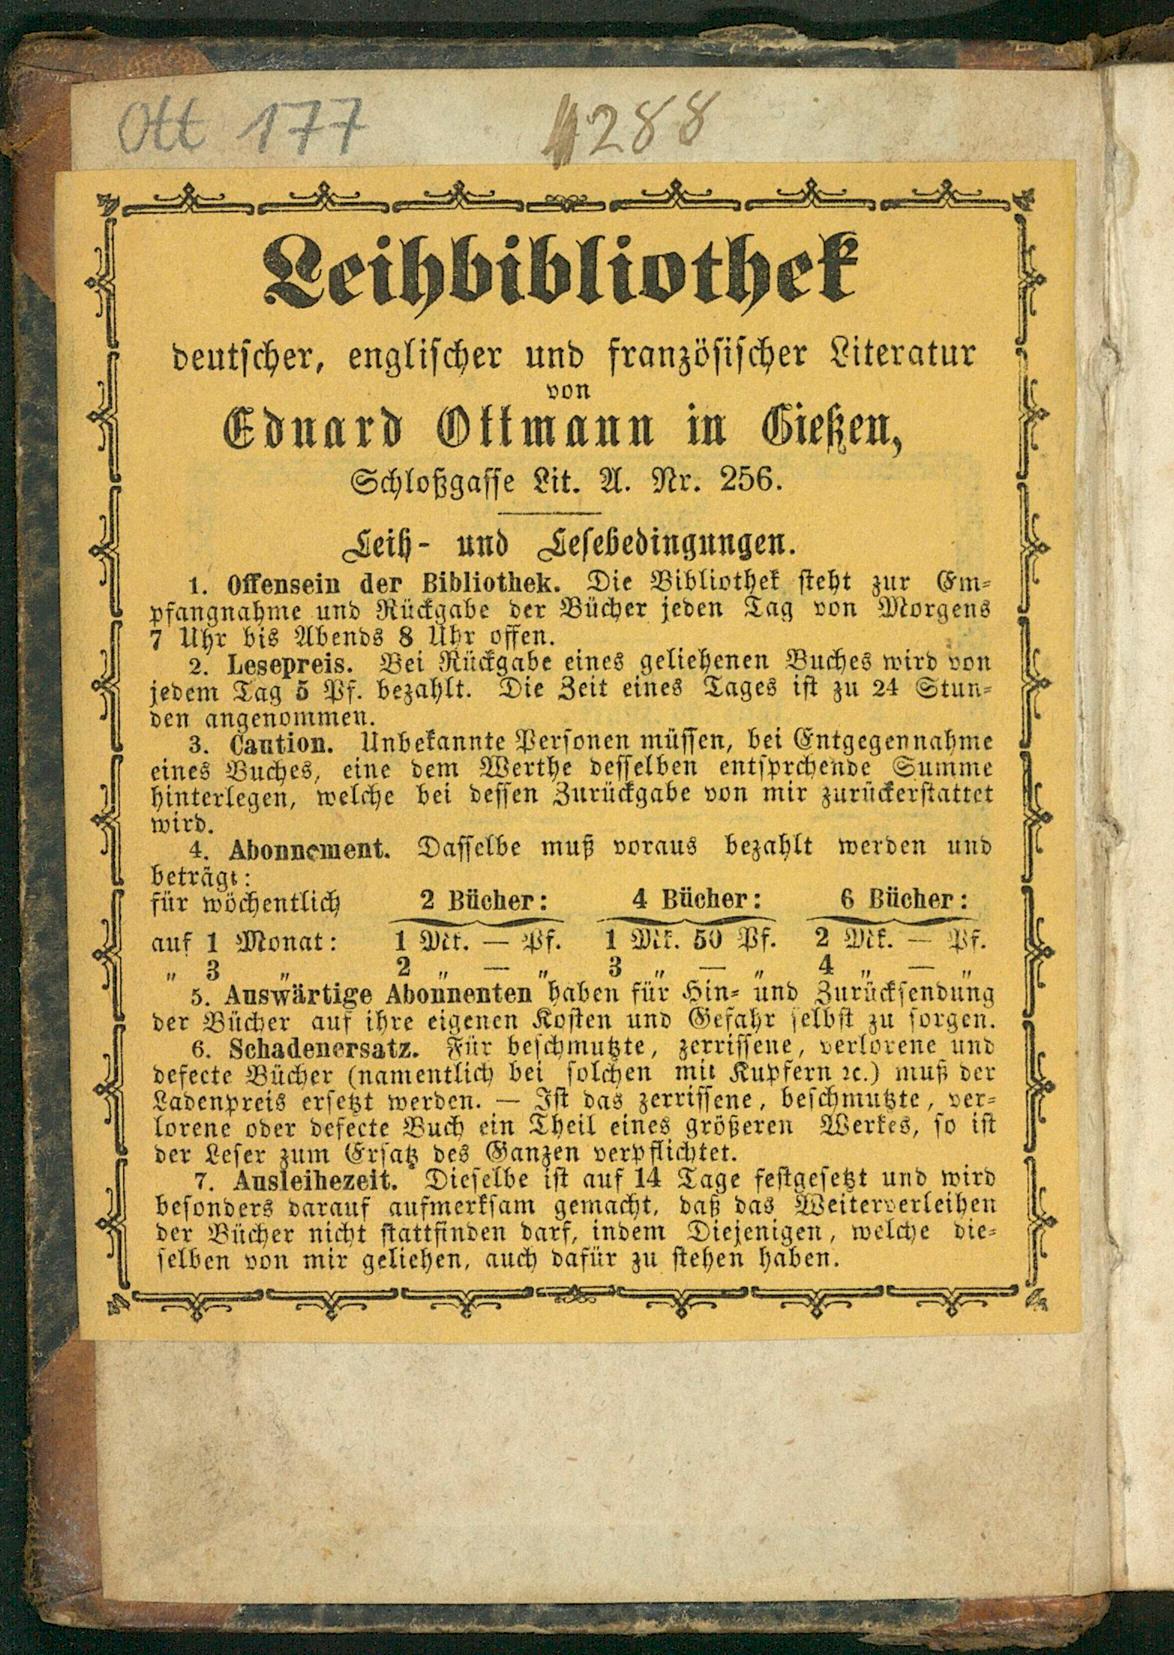 Ott 177
288
Leihbibliothek
deutscher, englischer und französischer Literatur
von
Eduard Ottmann in Gießen,
Schloßgasse Lit. A. Nr. 256.
Leih- und Lesebedingungen.
1. Offensein der Bibliothek. Die Bibliothek steht zur Em-
pfangnahme und Rückgabe der Bücher jeden Tag von Morgens
7 Uhr bis Abends 8 Uhr offen.
2. Lesepreis. Bei Rückgabe eines geliehenen Buches wird von
jedem Tag 5 Pf. bezahlt. Die Zeit eines Tages ist zu 24 Stun-
den angenommen.
3. Caution. Unbekannte Personen müssen, bei Entgegennahme
eines Buches, eine dem Werthe desselben entsprchende Summe
hinterlegen, welche bei dessen Zurückgabe von mir zurückerstattet
wird.
4. Abonnement. Dasselbe muß voraus bezahlt werden und
beträgt:
für wöchentlich 2 Bücher: 4 Bücher: 6 Bücher:
auf 1 Monat: 1 Mk. — Pf. 1 Mk. 50 Pf. 2 Mk. — Pf.
„ 3 „ 2 „ — „ 3 „ — „ 4 „ — „
5. Auswärtige Abonnenten haben für Hin- und Zurücksendung
der Bücher auf ihre eigenen Kosten und Gefahr selbst zu sorgen.
6. Schadenersatz. Für beschmutzte, zerrissene, verlorene und
defecte Bücher (namentlich bei solchen mit Kupfern ꝛc.) muß der
Ladenpreis ersetzt werden. — Ist das zerrissene, beschmutzte, ver-
lorene oder defecte Buch ein Theil eines größeren Werkes, so ist
der Leser zum Ersatz des Ganzen verpflichtet.
7. Ausleihezeit. Dieselbe ist auf 14 Tage festgesetzt und wird
besonders darauf aufmerksam gemacht, daß das Weiterverleihen
der Bücher nicht stattfinden darf, indem Diejenigen, welche die-
selben von mir geliehen, auch dafür zu stehen haben.